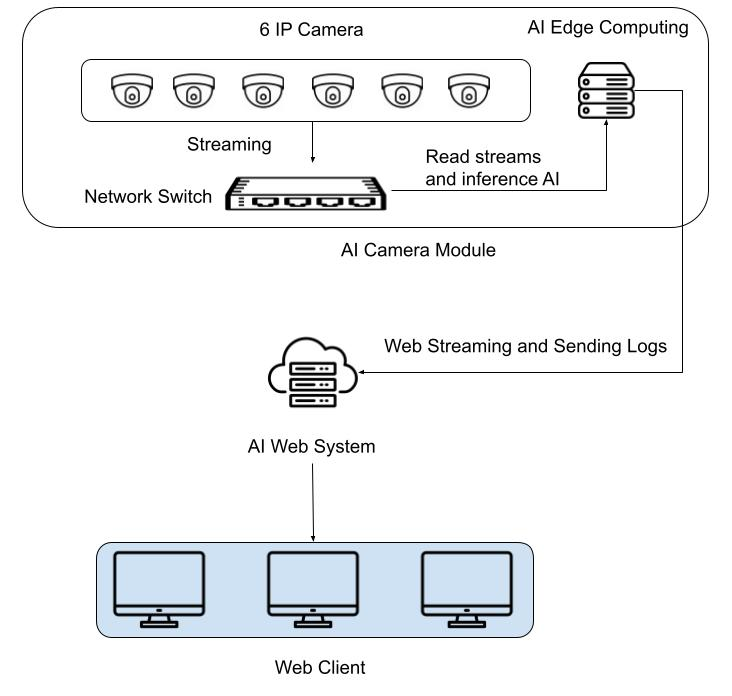 6 IP Camera
AI Edge Computing
Streaming
Read streams
and inference AI
Network Switch
AI Camera Module
Web Streaming and Sending Logs
AI Web System
Web Client